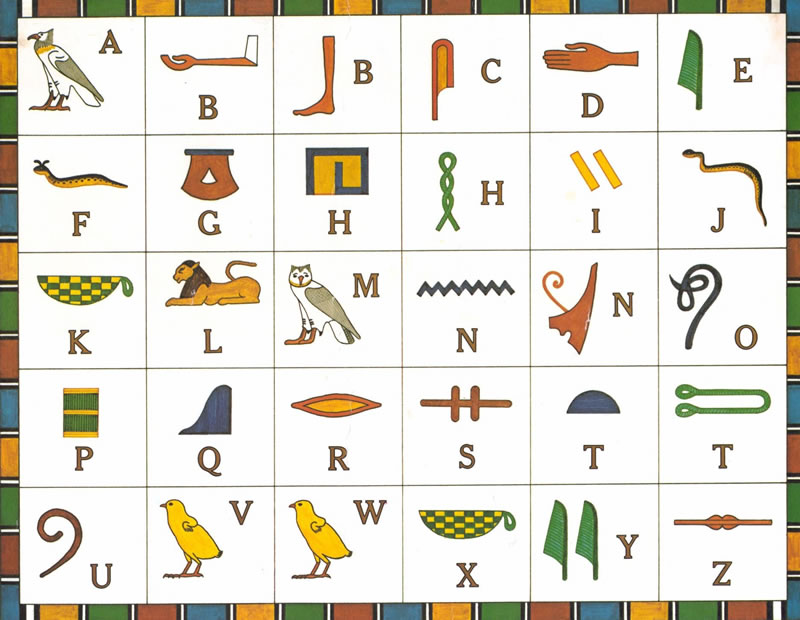 A B B C D E
F G H H I J
K L M N N O
P Q R S T T
U V W X Y Z